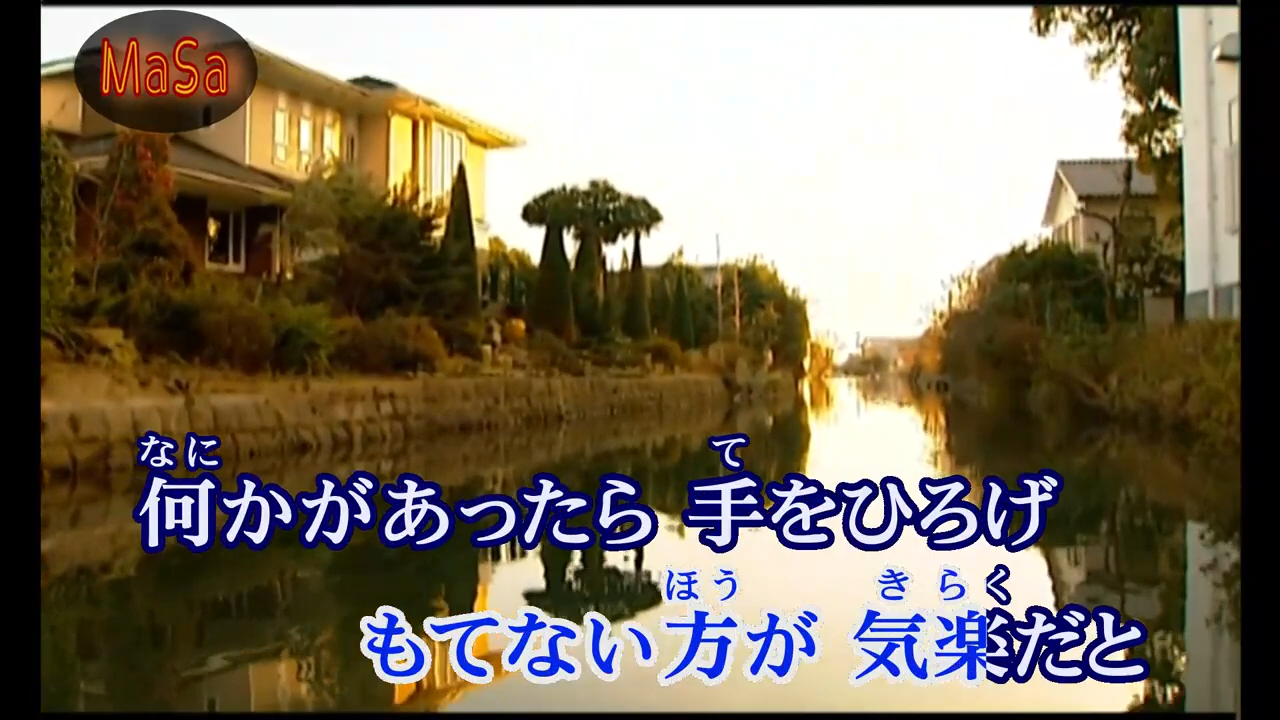 MaSa
なに て
何かがあったら 手をひろげ
ほう きらく
もてない方が 気楽だと